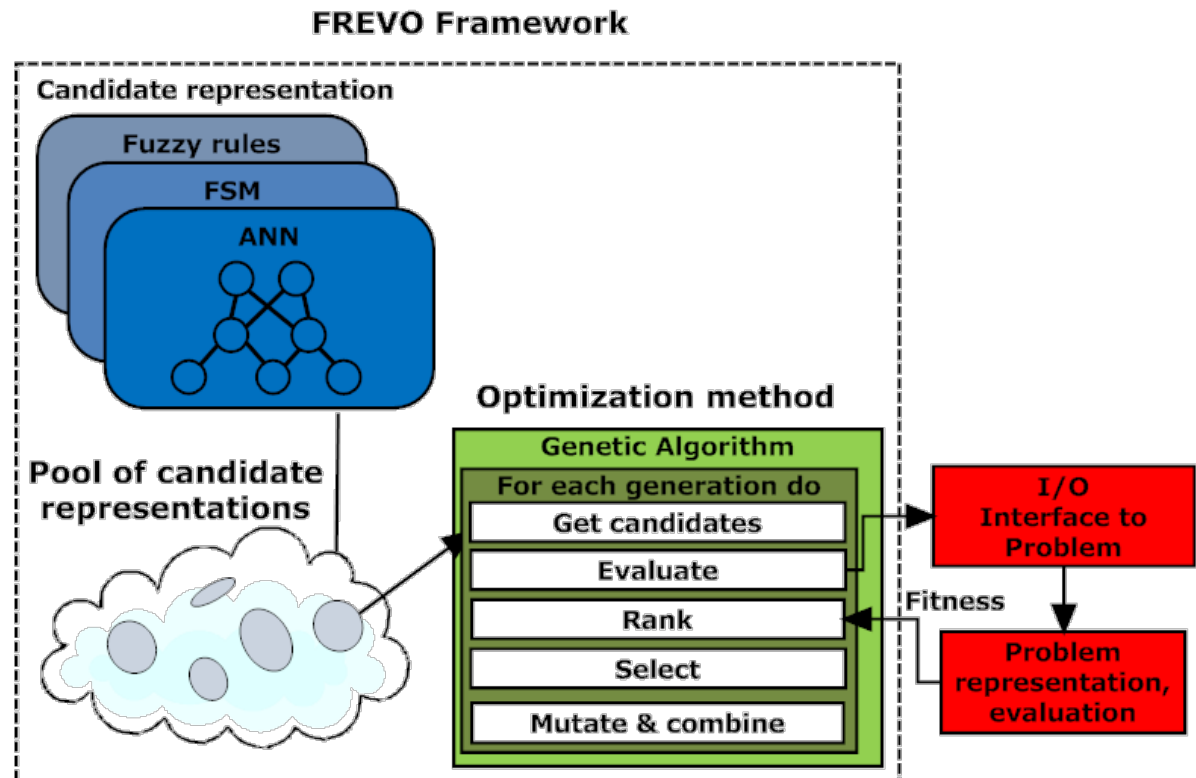 FREVO Framework
Candidate representation
Fuzzy rules
FSM
ANN
Optimization method
Genetic Algorithm
For each generation do
Get candidates
Evaluate
Rank
Select
Mutate & combine
Pool of candidate
representations
I/O
Interface to
Problem
Fitness
Problem
representation,
evaluation